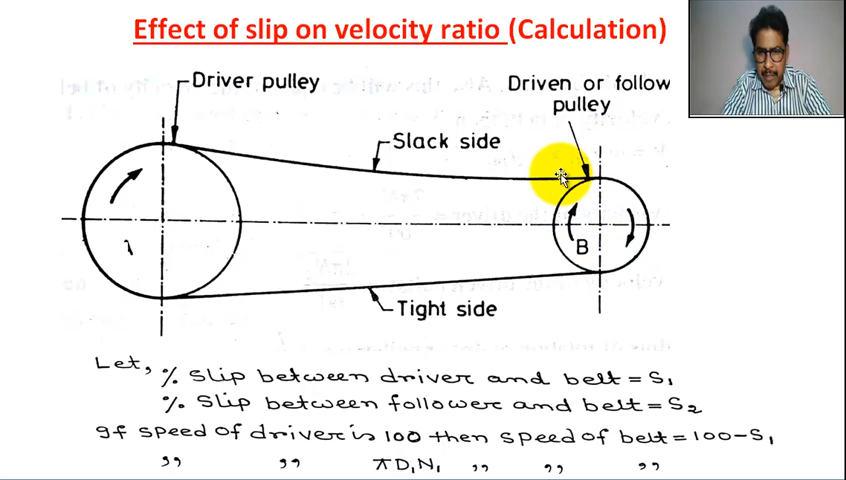 Effect of slip on velocity ratio (Calculation)
Driver pulley
Driven or follow
pulley
Slack side
B
Tight side
Let, % slip between driver and belt = S₁
% slip between follower and belt = S₂
If speed of driver is 100 then speed of belt = 100-S₁
,, ,, πD₁N₁ ,, ,, ,,